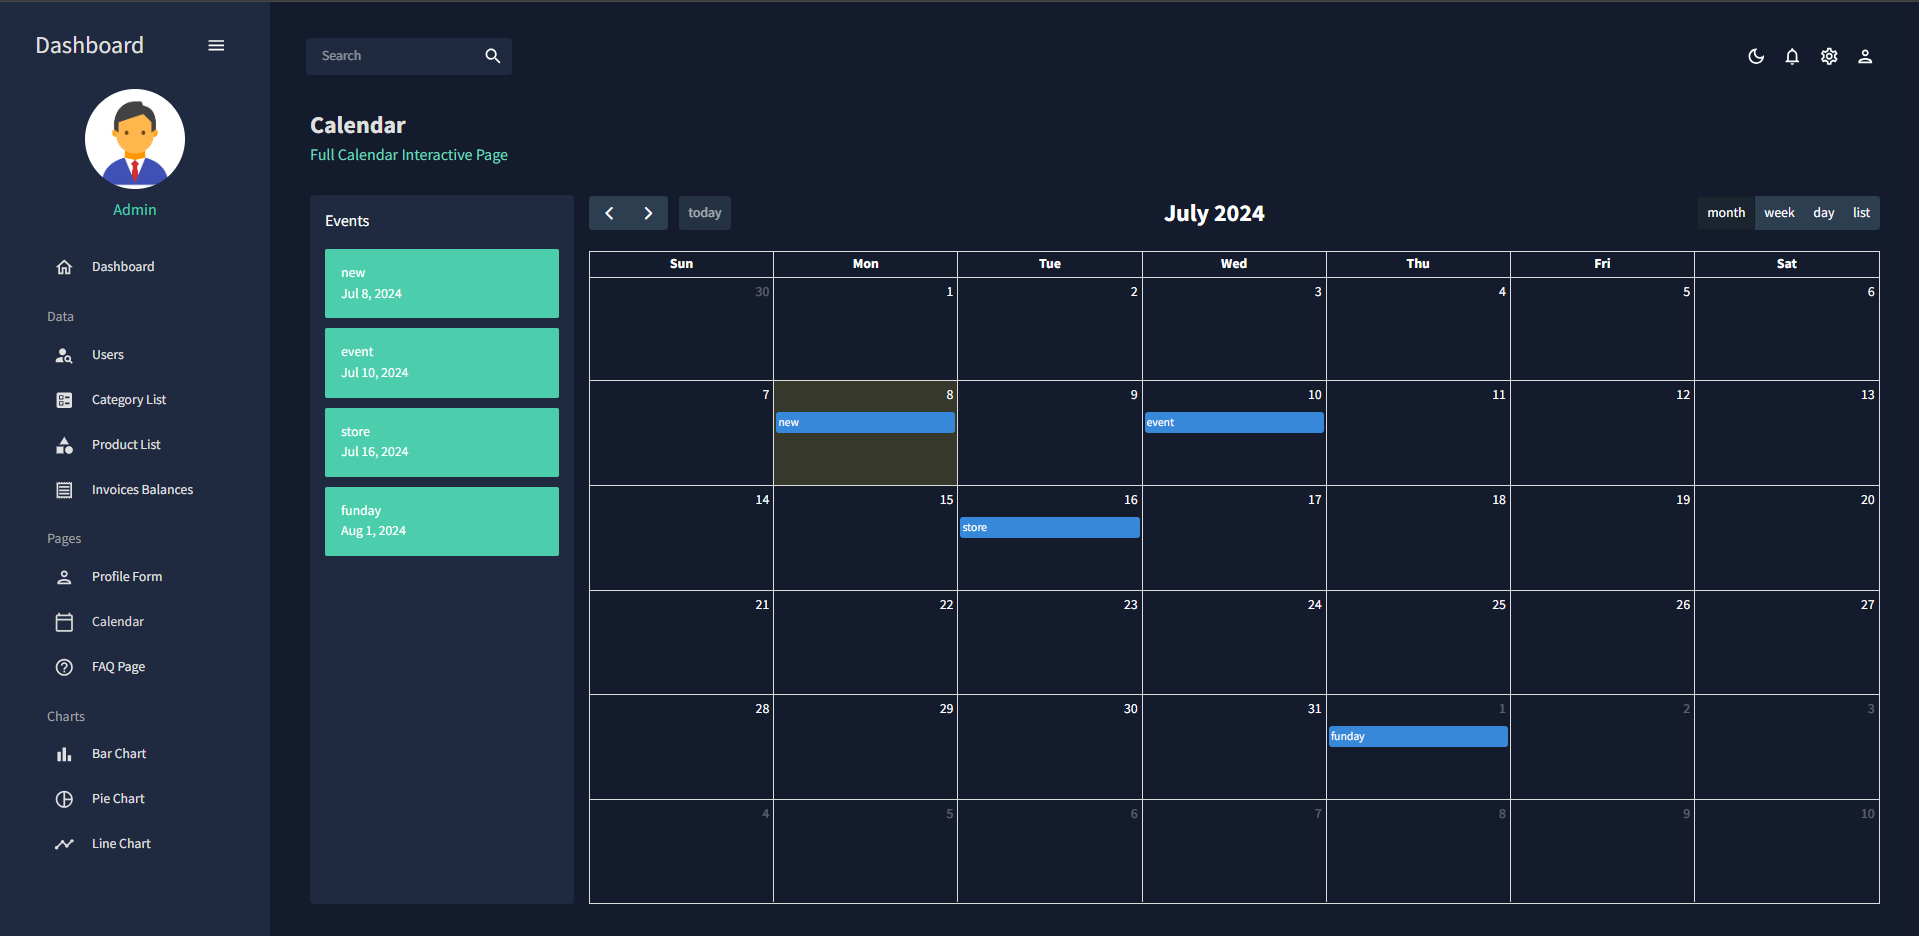 Dashboard
Admin
Dashboard
Data
Users
Category List
Product List
Invoices Balances
Pages
Profile Form
Calendar
FAQ Page
Charts
Bar Chart
Pie Chart
Line Chart
Search
Calendar
Full Calendar Interactive Page
Events
new
Jul 8, 2024
event
Jul 10, 2024
store
Jul 16, 2024
funday
Aug 1, 2024
today
July 2024
month week day list
Sun Mon Tue Wed Thu Fri Sat
30 1 2 3 4 5 6
7 8 9 10 11 12 13
new event
14 15 16 17 18 19 20
store
21 22 23 24 25 26 27
28 29 30 31 1 2 3
funday
4 5 6 7 8 9 10